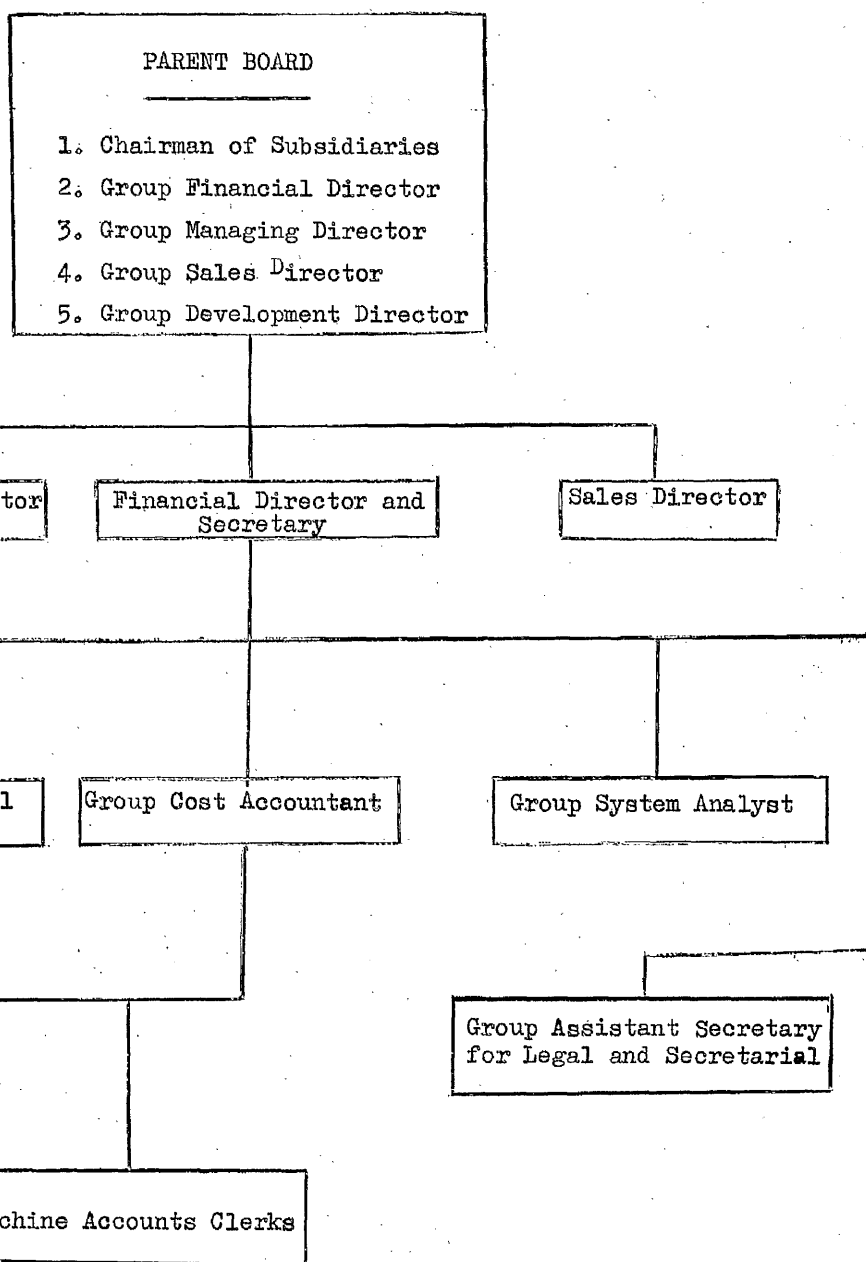 PARENT BOARD
1. Chairman of Subsidiaries
2. Group Financial Director
3. Group Managing Director
4. Group Sales Director
5. Group Development Director
tor
Financial Director and
Secretary
Sales Director
l
Group Cost Accountant
Group System Analyst
Group Assistant Secretary
for Legal and Secretarial
chine Accounts Clerks